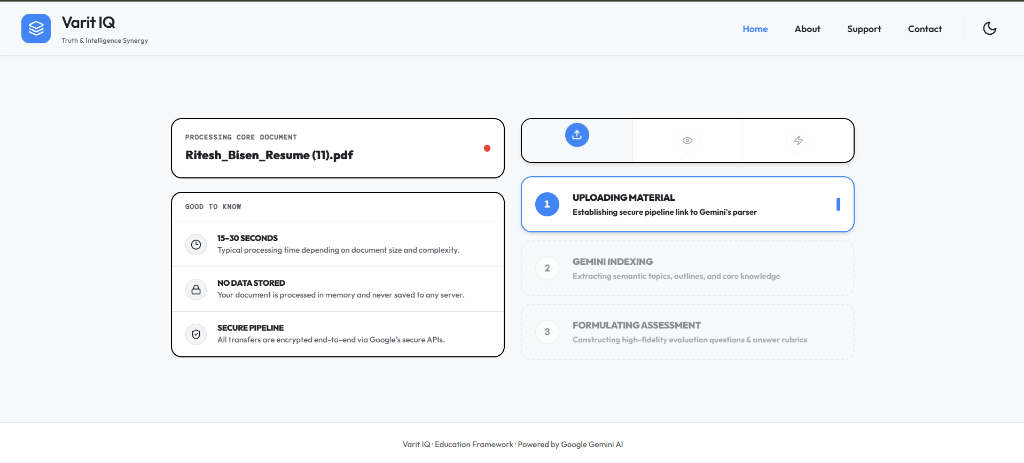 Varit IQ
Truth & Intelligence Synergy
Home
About
Support
Contact
PROCESSING CORE DOCUMENT
Ritesh_Bisen_Resume (11).pdf
GOOD TO KNOW
15–30 SECONDS
Typical processing time depending on document size and complexity.
NO DATA STORED
Your document is processed in memory and never saved to any server.
SECURE PIPELINE
All transfers are encrypted end-to-end via Google's secure APIs.
1
UPLOADING MATERIAL
Establishing secure pipeline link to Gemini's parser
2
GEMINI INDEXING
Extracting semantic topics, outlines, and core knowledge
3
FORMULATING ASSESSMENT
Constructing high-fidelity evaluation questions & answer rubrics
Varit IQ · Education Framework · Powered by Google Gemini AI